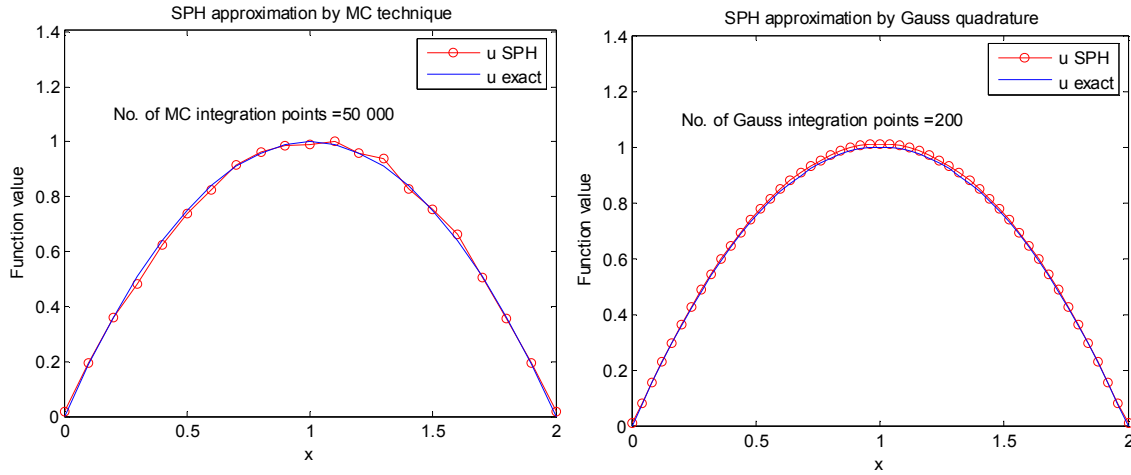 SPH approximation by MC technique
1.4
1.2
1
0.8
0.6
0.4
0.2
0
0
0.5
1
1.5
2
Function value
x
u SPH
u exact
No. of MC integration points =50 000
SPH approximation by Gauss quadrature
1.4
1.2
1
0.8
0.6
0.4
0.2
0
0
0.5
1
1.5
2
Function value
x
u SPH
u exact
No. of Gauss integration points =200